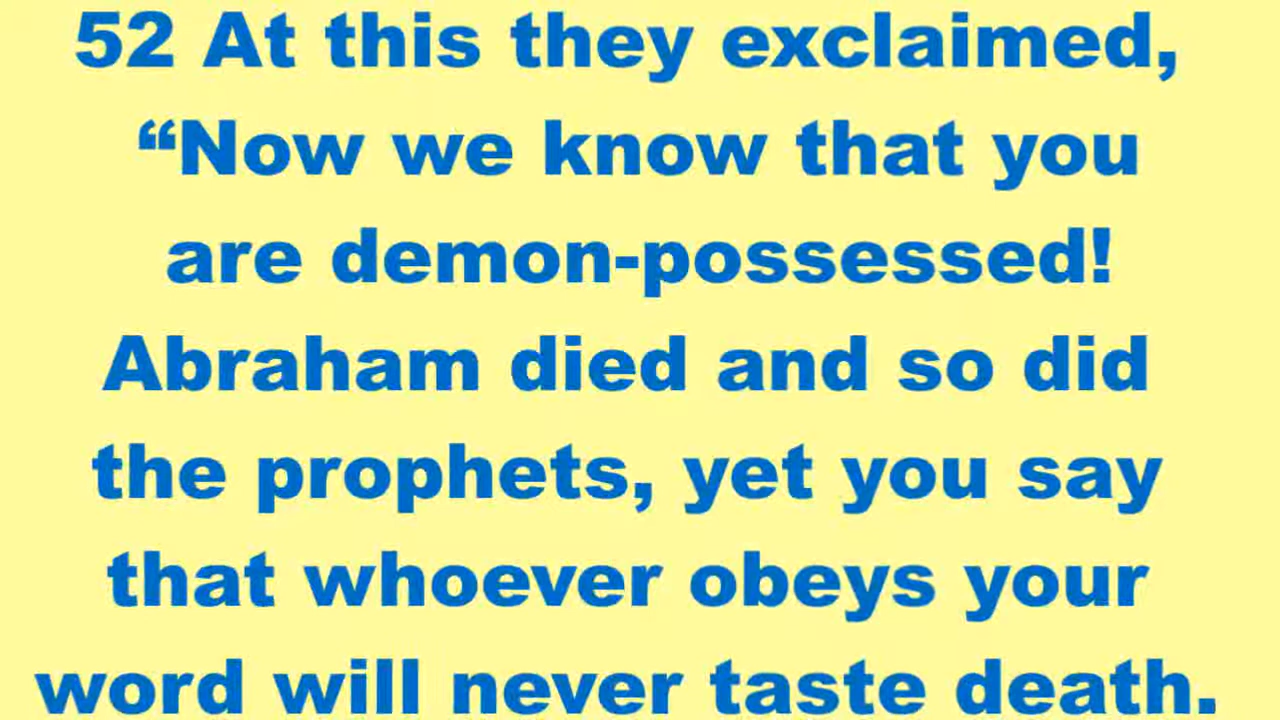 52 At this they exclaimed,
“Now we know that you
are demon-possessed!
Abraham died and so did
the prophets, yet you say
that whoever obeys your
word will never taste death.